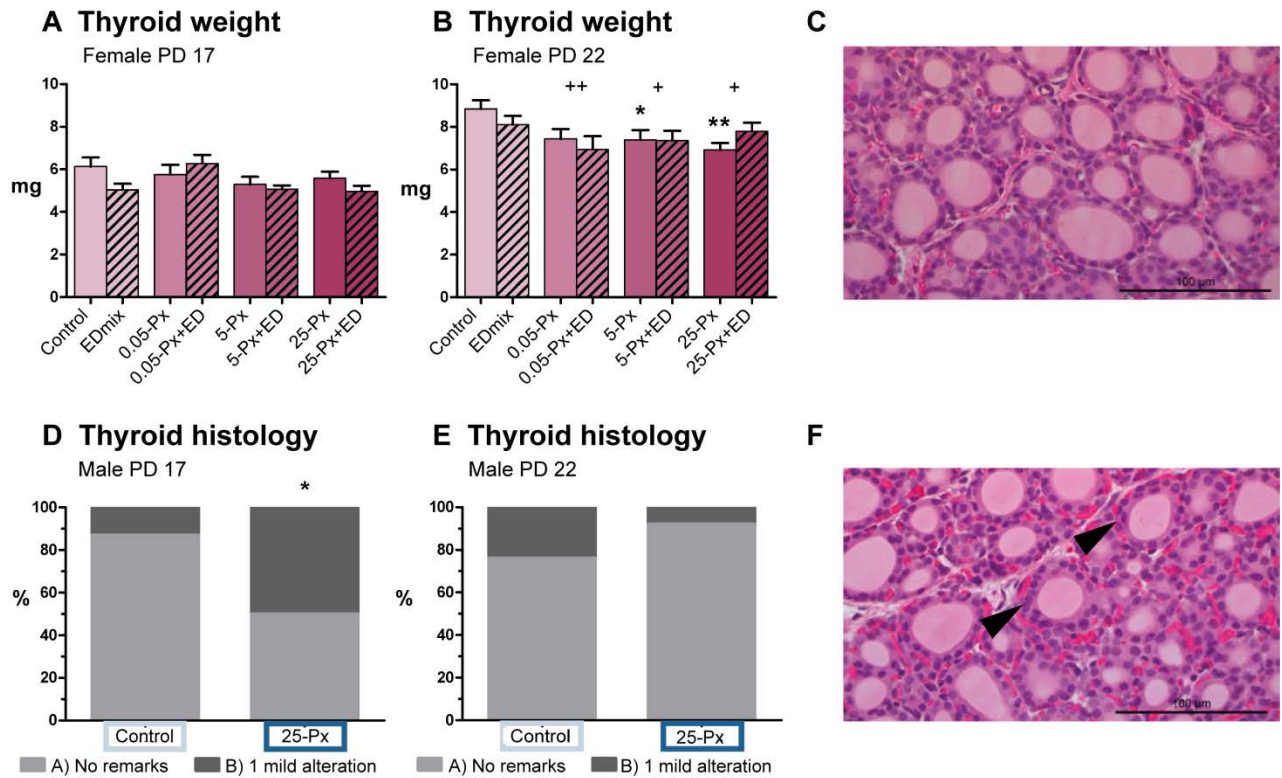 A Thyroid weight
Female PD 17
10
8
6
4
2
0
mg
Control
EDmix
0.05-Px
0.05-Px+ED
5-Px
5-Px+ED
25-Px
25-Px+ED
B Thyroid weight
Female PD 22
10
8
6
4
2
0
mg
++
+
+
*
**
Control
EDmix
0.05-Px
0.05-Px+ED
5-Px
5-Px+ED
25-Px
25-Px+ED
C
100 µm
D Thyroid histology
Male PD 17
*
100
80
60
40
20
0
%
Control
25-Px
A) No remarks
B) 1 mild alteration
E Thyroid histology
Male PD 22
100
80
60
40
20
0
%
Control
25-Px
A) No remarks
B) 1 mild alteration
F
100 µm